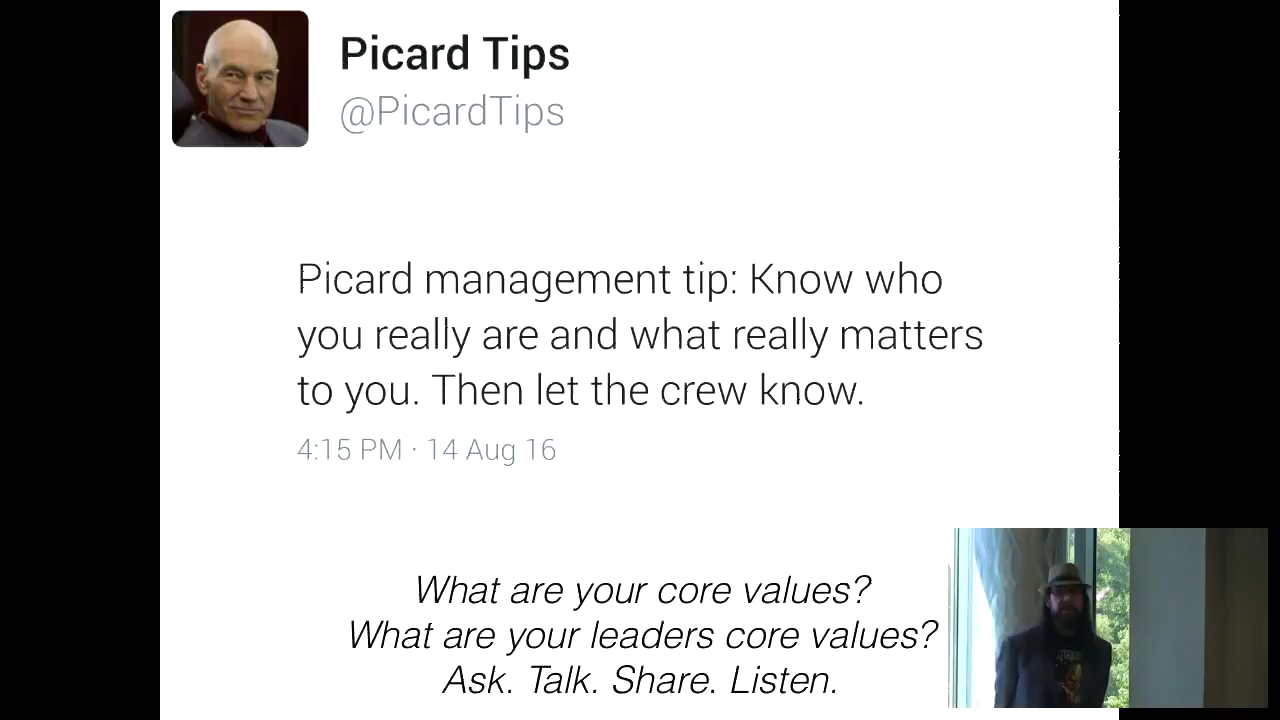 Picard Tips
@PicardTips
Picard management tip: Know who
you really are and what really matters
to you. Then let the crew know.
4:15 PM · 14 Aug 16
What are your core values?
What are your leaders core values?
Ask. Talk. Share. Listen.